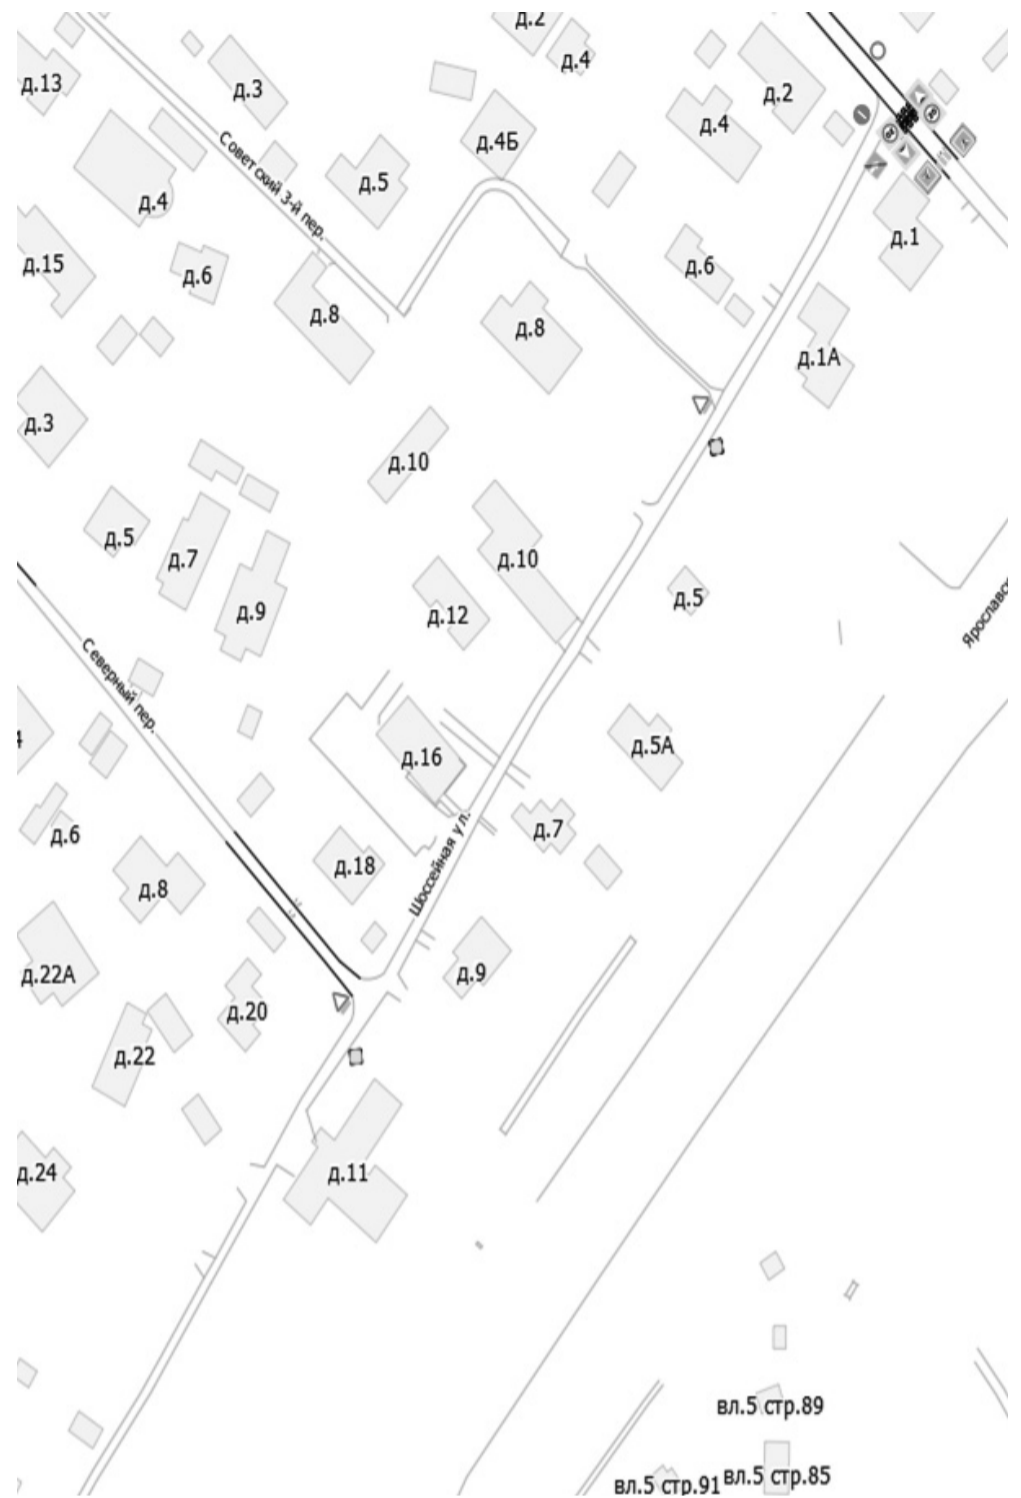 д.2
д.4
д.13
д.3
д.2
д.4
д.4Б
Советский 3-й пер.
д.5
д.4
д.1
д.15
д.6
д.6
д.8
д.8
д.1А
д.3
д.10
д.5
д.7
д.10
д.5
д.9
д.12
Ярославс
Северный пер.
д.5А
д.16
д.7
д.6
Шоссейная ул.
д.18
д.8
д.22А
д.9
д.20
д.22
д.24
д.11
вл.5 стр.89
вл.5 стр.91
вл.5 стр.85